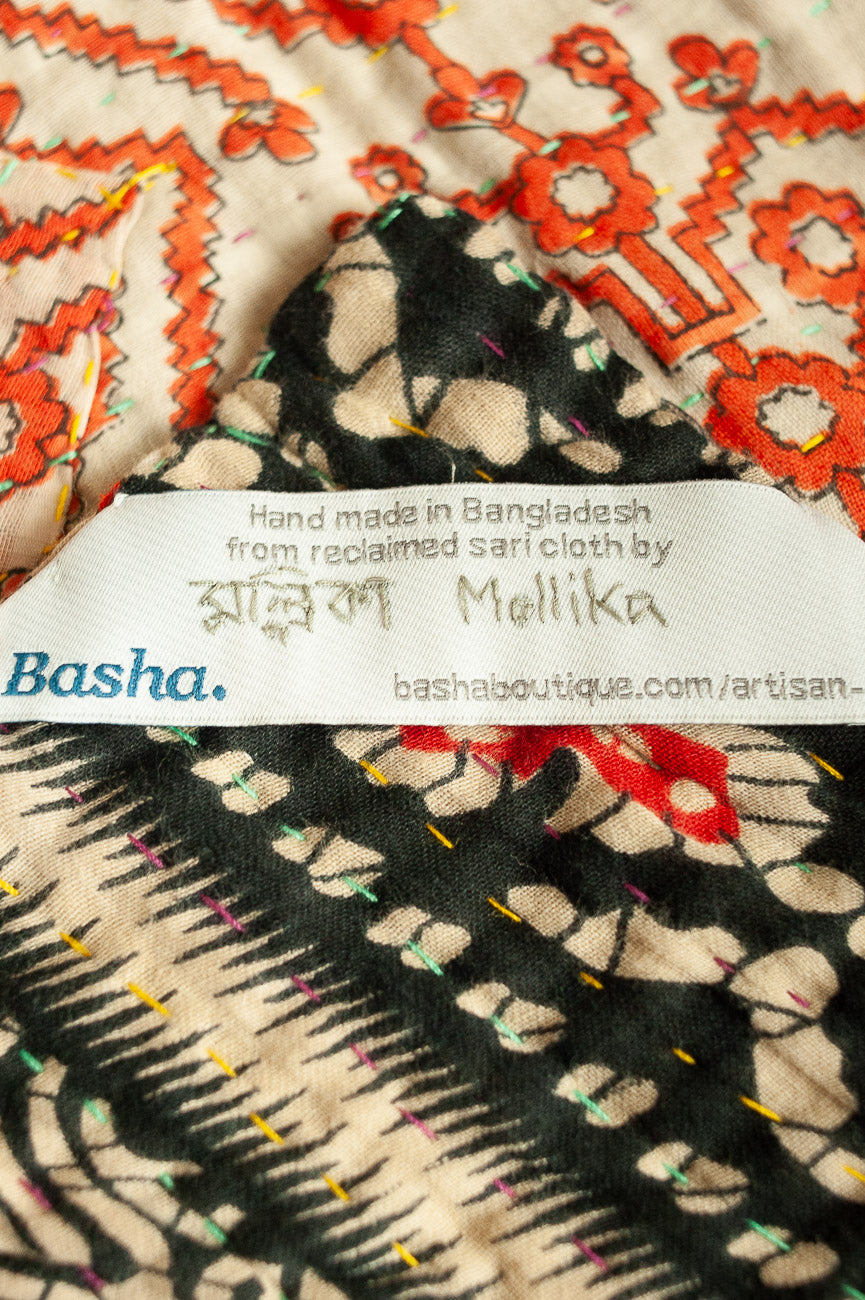 Hand made in Bangladesh
from reclaimed sari cloth by
মল্লিকা Mollika
Basha. bashaboutique.com/artisan-